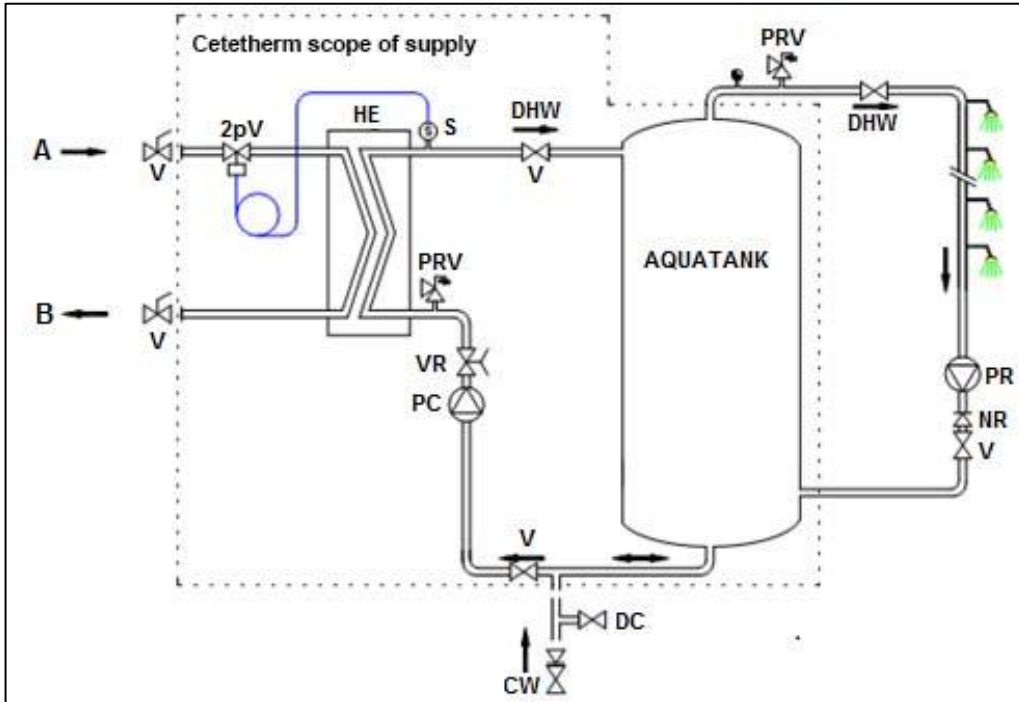 Cetetherm scope of supply
PRV
HE
S
DHW
2pV
A
V
V
DHW
AQUATANK
PRV
B
V
VR
PC
PR
NR
V
V
DC
CW